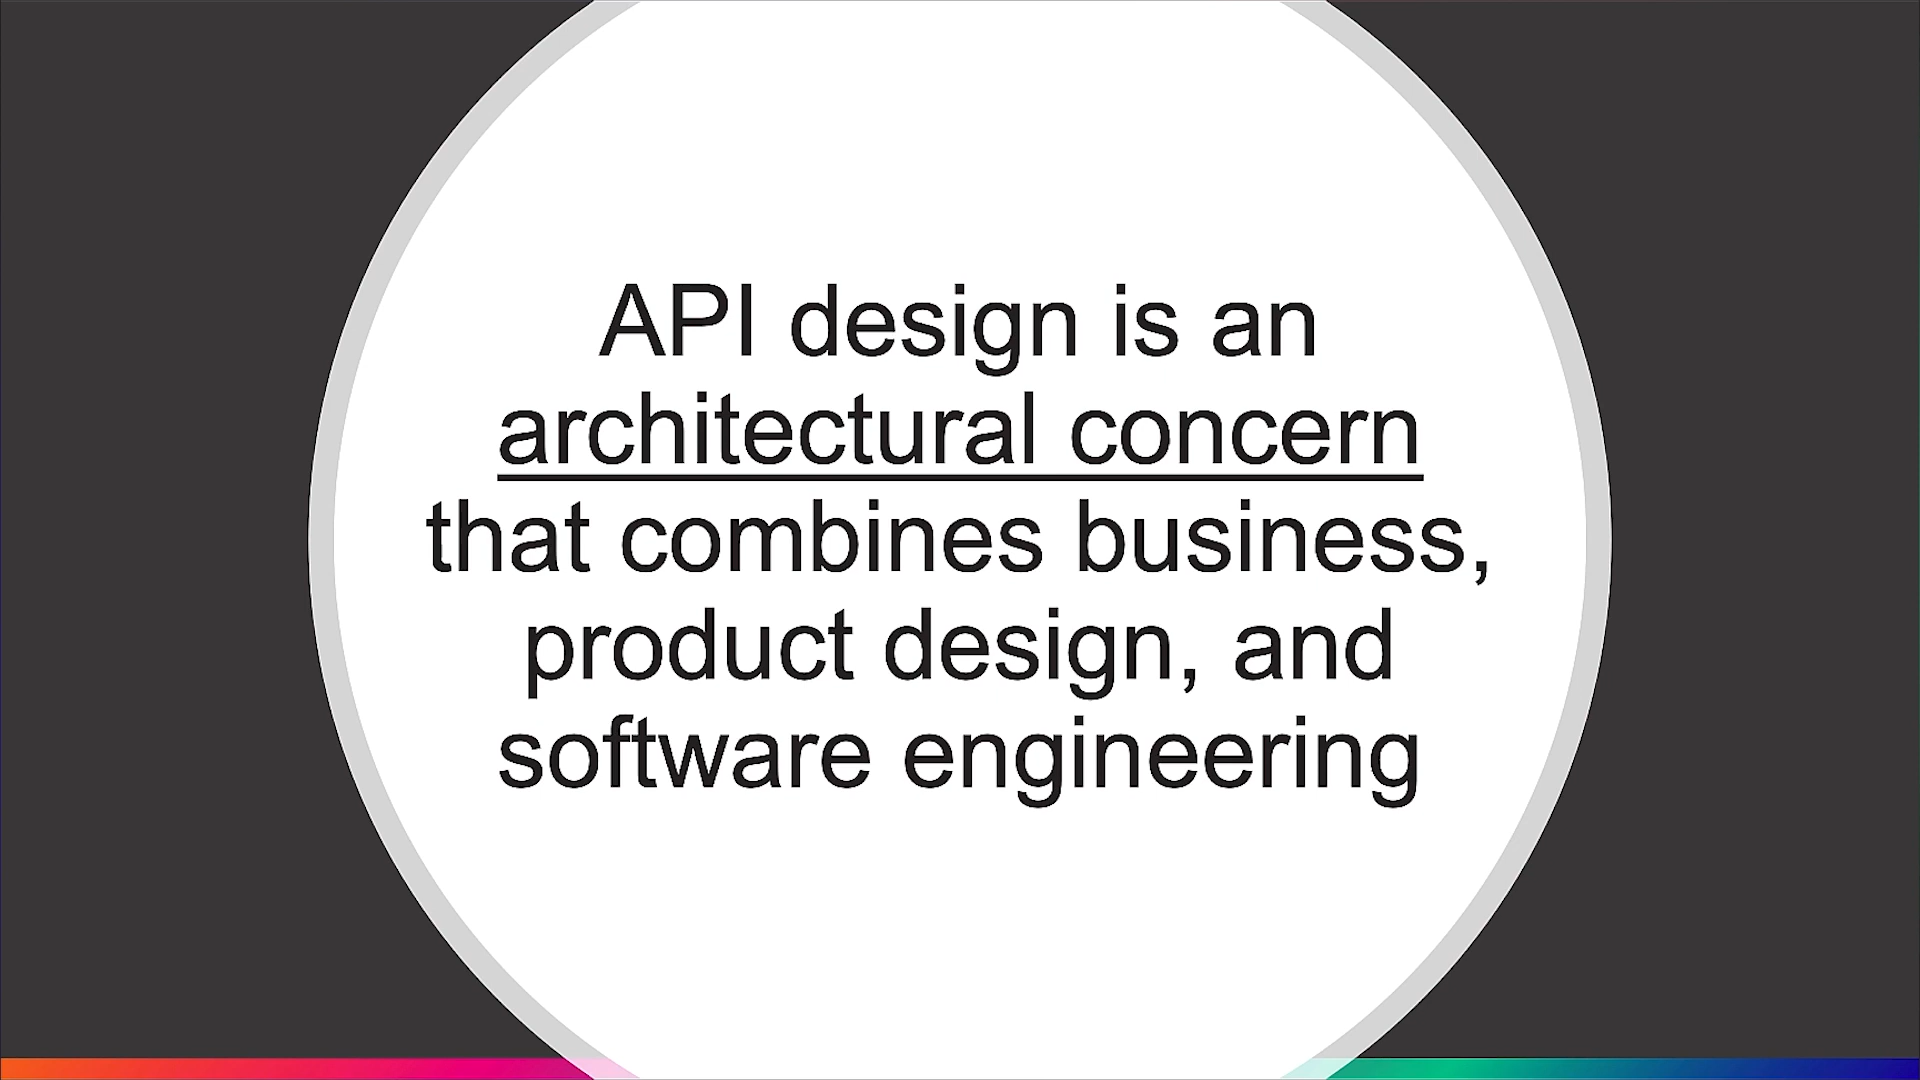 API design is an
architectural concern
that combines business,
product design, and
software engineering